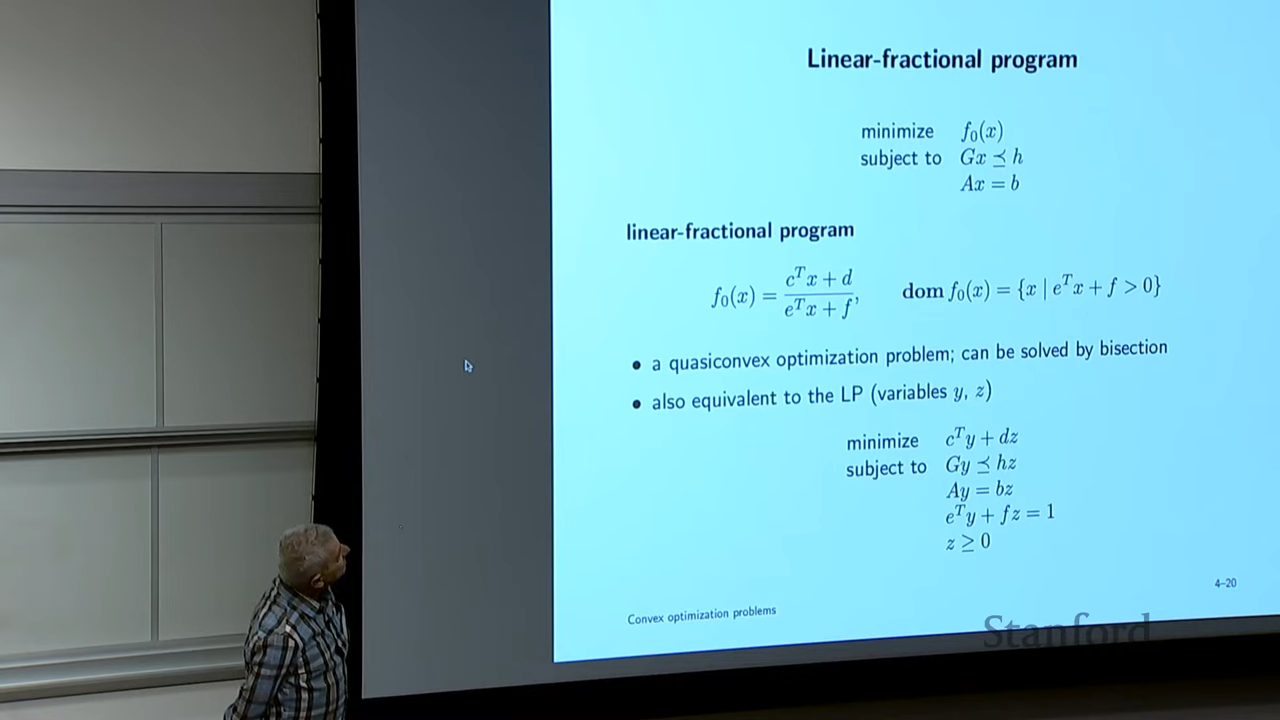 Linear-fractional program
minimize f₀(x)
subject to Gx ⪯ h
Ax = b
linear-fractional program
f₀(x) = (cᵀx + d)/(eᵀx + f), dom f₀(x) = {x | eᵀx + f > 0}
• a quasiconvex optimization problem; can be solved by bisection
• also equivalent to the LP (variables y, z)
minimize cᵀy + dz
subject to Gy ⪯ hz
Ay = bz
eᵀy + fz = 1
z ≥ 0
4–20
Convex optimization problems
Stanford